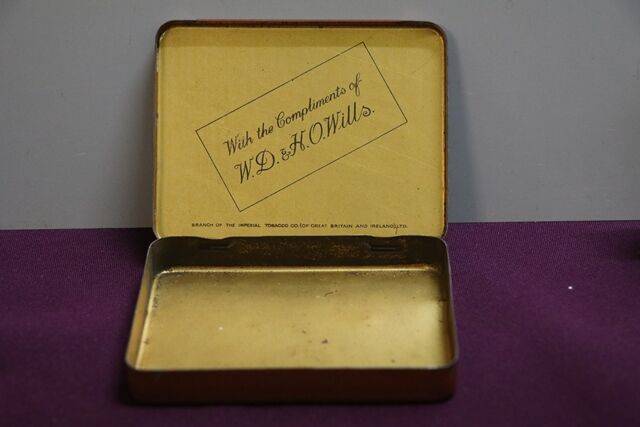 With the Compliments of
W.D. & H.O. Wills.
BRANCH OF THE IMPERIAL TOBACCO CO. (OF GREAT BRITAIN AND IRELAND) LTD.